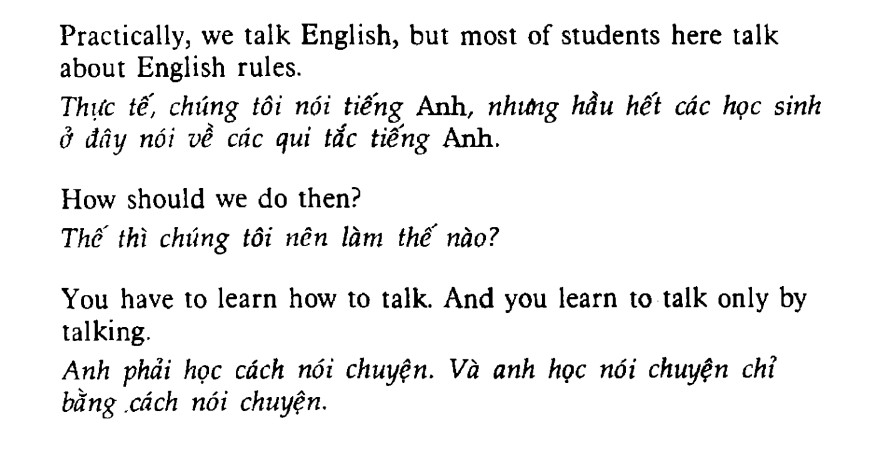 Practically, we talk English, but most of students here talk
about English rules.
Thực tế, chúng tôi nói tiếng Anh, nhưng hầu hết các học sinh
ở đây nói về các qui tắc tiếng Anh.
How should we do then?
Thế thì chúng tôi nên làm thế nào?
You have to learn how to talk. And you learn to talk only by
talking.
Anh phải học cách nói chuyện. Và anh học nói chuyện chỉ
bằng cách nói chuyện.